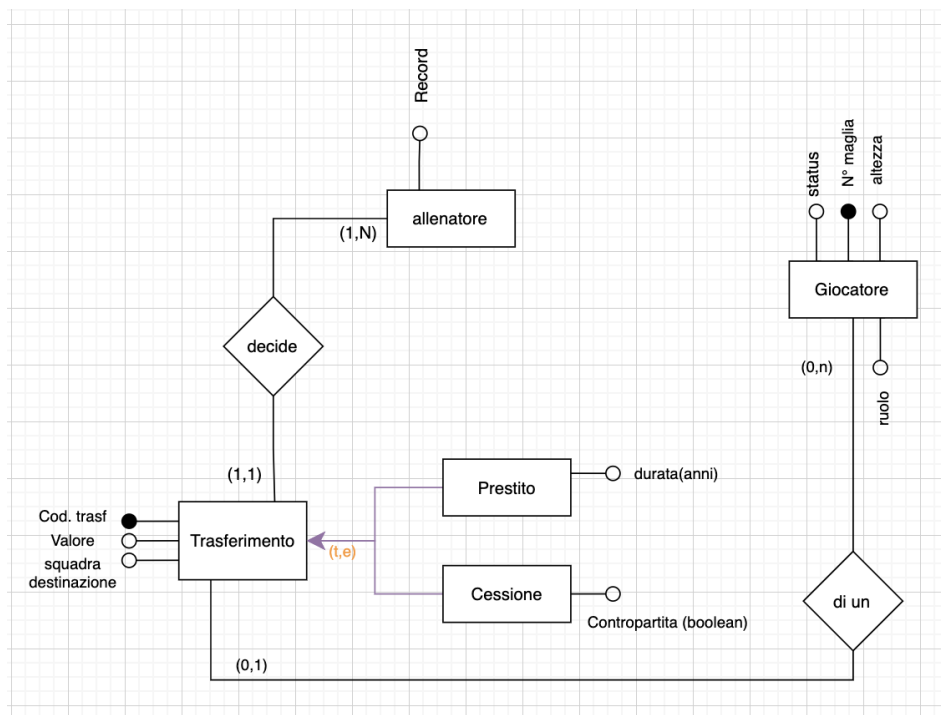 Record
status
N° maglia
altezza
allenatore
(1,N)
Giocatore
decide
(0,n)
ruolo
(1,1)
Prestito
durata(anni)
Cod. trasf
Valore
squadra
destinazione
Trasferimento
(t,e)
Cessione
Contropartita (boolean)
di un
(0,1)